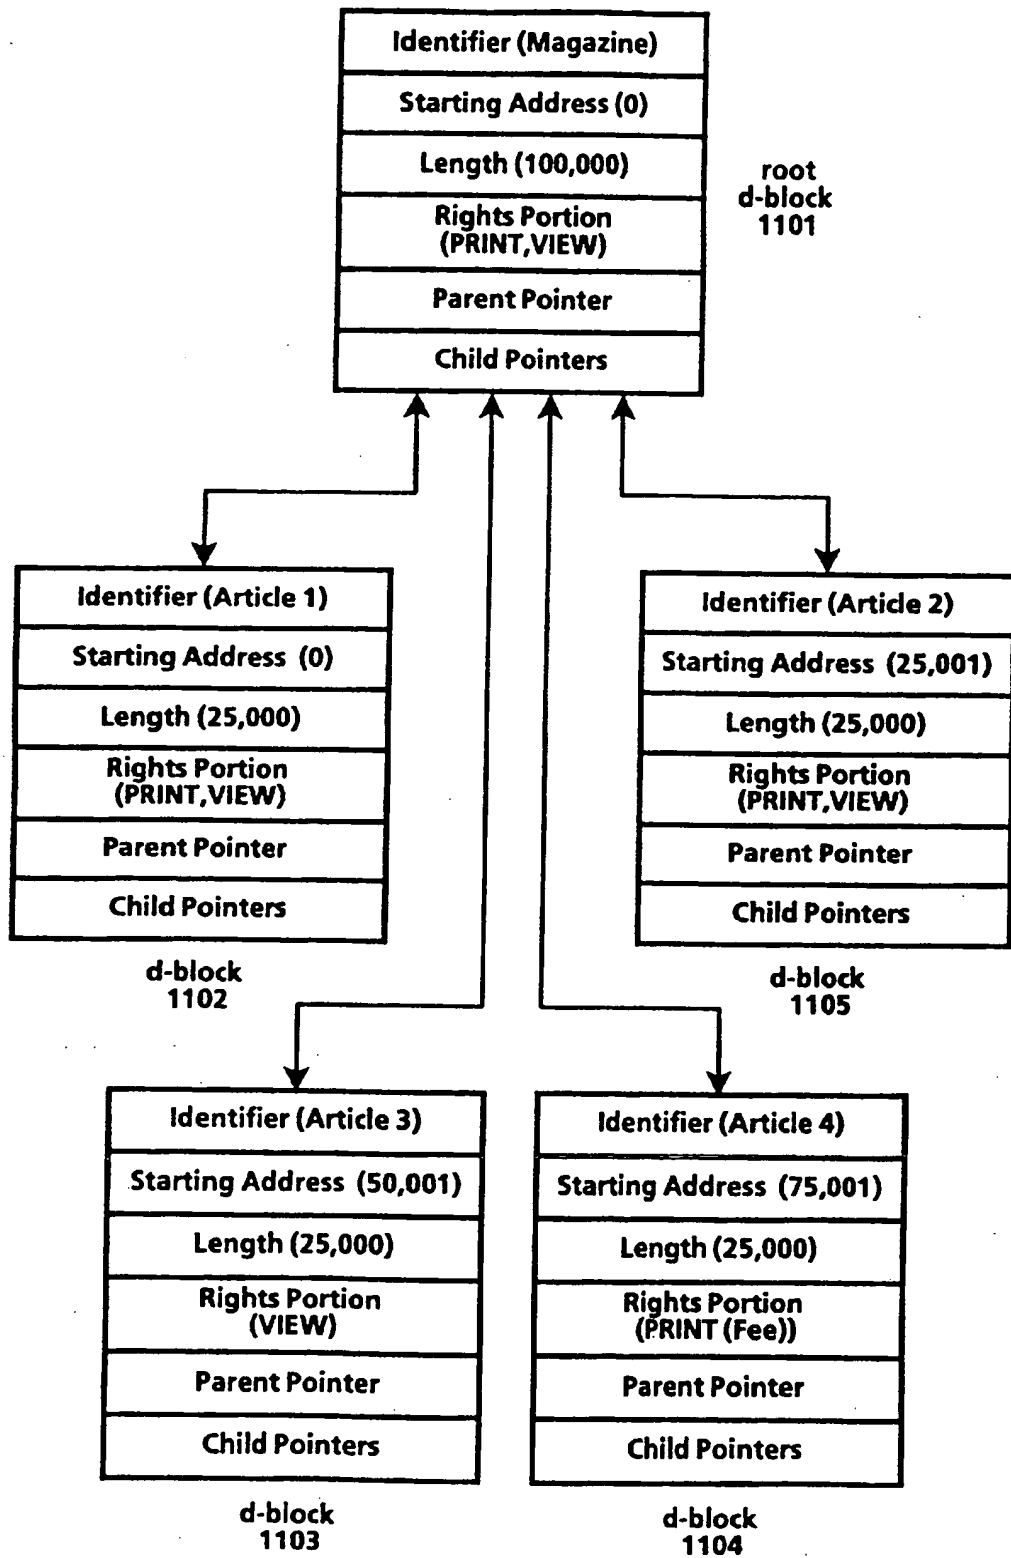 Identifier (Magazine)
Starting Address (0)
Length (100,000)
Rights Portion
(PRINT,VIEW)
Parent Pointer
Child Pointers
root
d-block
1101
Identifier (Article 1)
Starting Address (0)
Length (25,000)
Rights Portion
(PRINT,VIEW)
Parent Pointer
Child Pointers
d-block
1102
Identifier (Article 2)
Starting Address (25,001)
Length (25,000)
Rights Portion
(PRINT,VIEW)
Parent Pointer
Child Pointers
d-block
1105
Identifier (Article 3)
Starting Address (50,001)
Length (25,000)
Rights Portion
(VIEW)
Parent Pointer
Child Pointers
d-block
1103
Identifier (Article 4)
Starting Address (75,001)
Length (25,000)
Rights Portion
(PRINT (Fee))
Parent Pointer
Child Pointers
d-block
1104